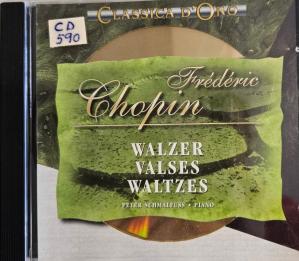 CLASSICA D'ORO
CD
590
Frédéric
Chopin
WALZER
VALSES
WALTZES
PETER SCHMALFUSS • PIANO